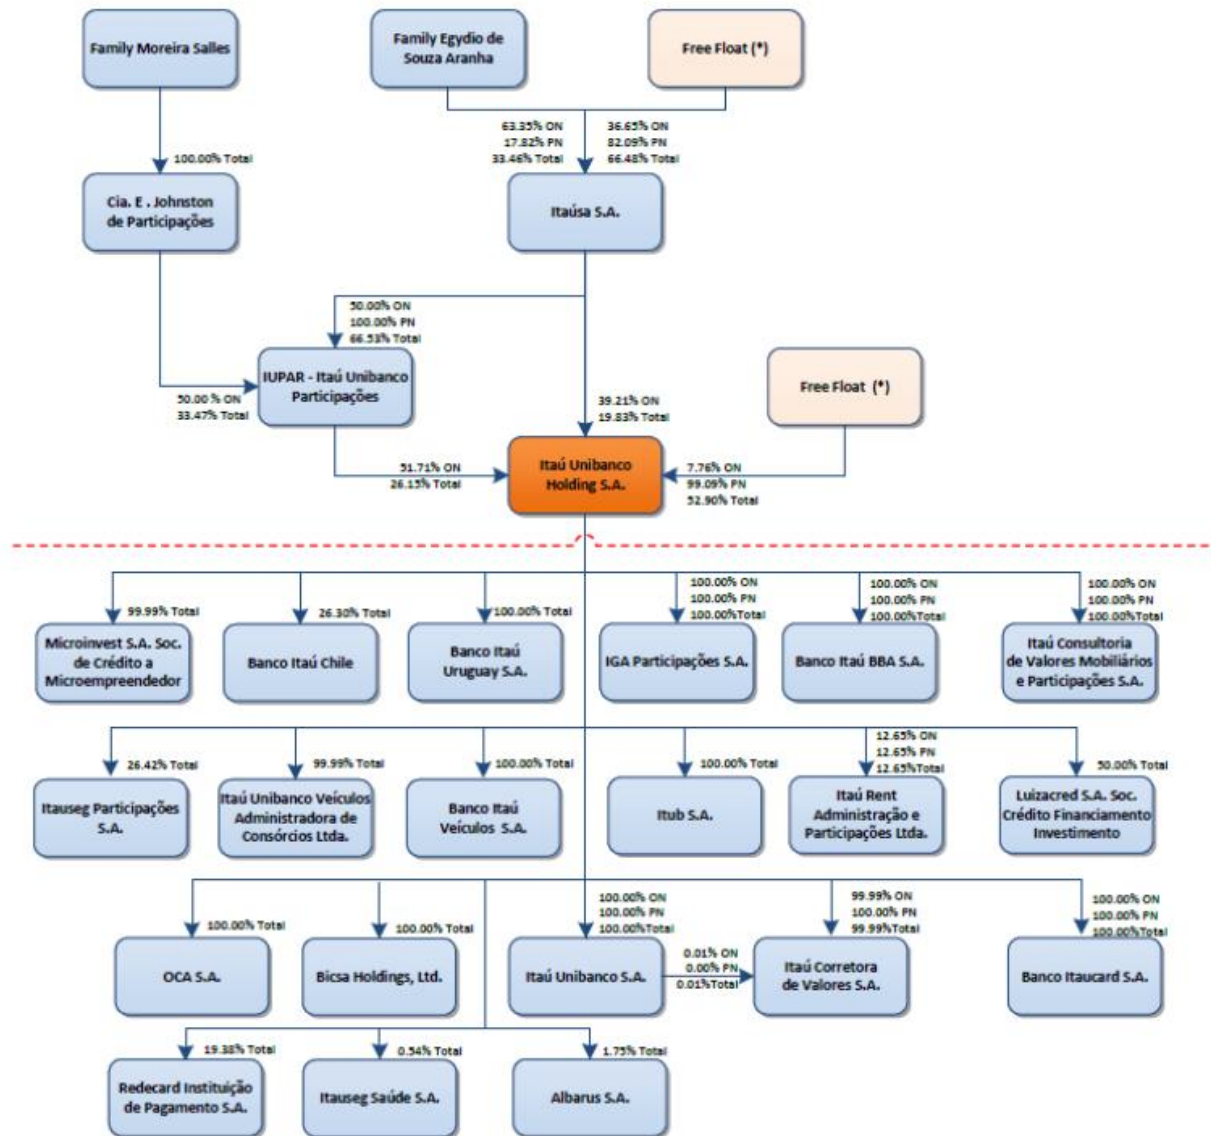 Family Moreira Salles
Family Egydio de
Souza Aranha
Free Float (*)
63.35% ON
17.82% PN
33.46% Total
36.65% ON
82.09% PN
66.48% Total
100.00% Total
Cia. E . Johnston
de Participações
Itaúsa S.A.
50.00% ON
100.00% PN
66.53% Total
IUPAR - Itaú Unibanco
Participações
Free Float (*)
50.00 % ON
33.47% Total
39.21% ON
19.83% Total
51.71% ON
26.15% Total
Itaú Unibanco
Holding S.A.
7.76% ON
99.09% PN
52.90% Total
99.99% Total
26.30% Total
100.00% Total
100.00% ON
100.00% PN
100.00%Total
100.00% ON
100.00% PN
100.00%Total
100.00% ON
100.00% PN
100.00%Total
Microinvest S.A. Soc.
de Crédito a
Microempreendedor
Banco Itaú Chile
Banco Itaú
Uruguay S.A.
IGA Participações S.A.
Banco Itaú BBA S.A.
Itaú Consultoria
de Valores Mobiliários
e Participações S.A.
26.42% Total
99.99% Total
100.00% Total
100.00% Total
12.65% ON
12.65% PN
12.65%Total
50.00% Total
Itauseg Participações
S.A.
Itaú Unibanco Veículos
Administradora de
Consórcios Ltda.
Banco Itaú
Veículos S.A.
Itub S.A.
Itaú Rent
Administração e
Participações Ltda.
Luizacred S.A. Soc.
Crédito Financiamento
Investimento
100.00% Total
100.00% Total
100.00% ON
100.00% PN
100.00%Total
99.99% ON
100.00% PN
99.99%Total
100.00% ON
100.00% PN
100.00%Total
OCA S.A.
Bicsa Holdings, Ltd.
Itaú Unibanco S.A.
0.01% ON
0.00% PN
0.01%Total
Itaú Corretora
de Valores S.A.
Banco Itaucard S.A.
19.38% Total
0.54% Total
1.75% Total
Redecard Instituição
de Pagamento S.A.
Itauseg Saúde S.A.
Albarus S.A.